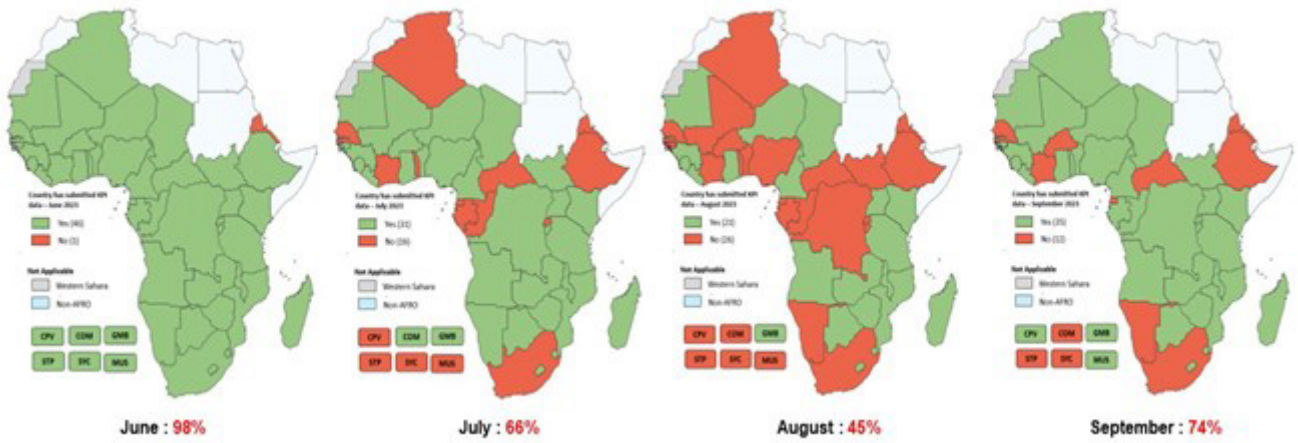 Country has submitted KPI
data – June 2023
Yes (46)
No (1)
Not Applicable
Western Sahara
Non-AFRO
CPV COM GMB
STP SYC MUS
June : 98%
Country has submitted KPI
data – July 2023
Yes (31)
No (16)
Not Applicable
Western Sahara
Non-AFRO
CPV COM GMB
STP SYC MUS
July : 66%
Country has submitted KPI
data – August 2023
Yes (21)
No (26)
Not Applicable
Western Sahara
Non-AFRO
CPV COM GMB
STP SYC MUS
August : 45%
Country has submitted KPI
data – September 2023
Yes (35)
No (12)
Not Applicable
Western Sahara
Non-AFRO
CPV COM GMB
STP SYC MUS
September : 74%